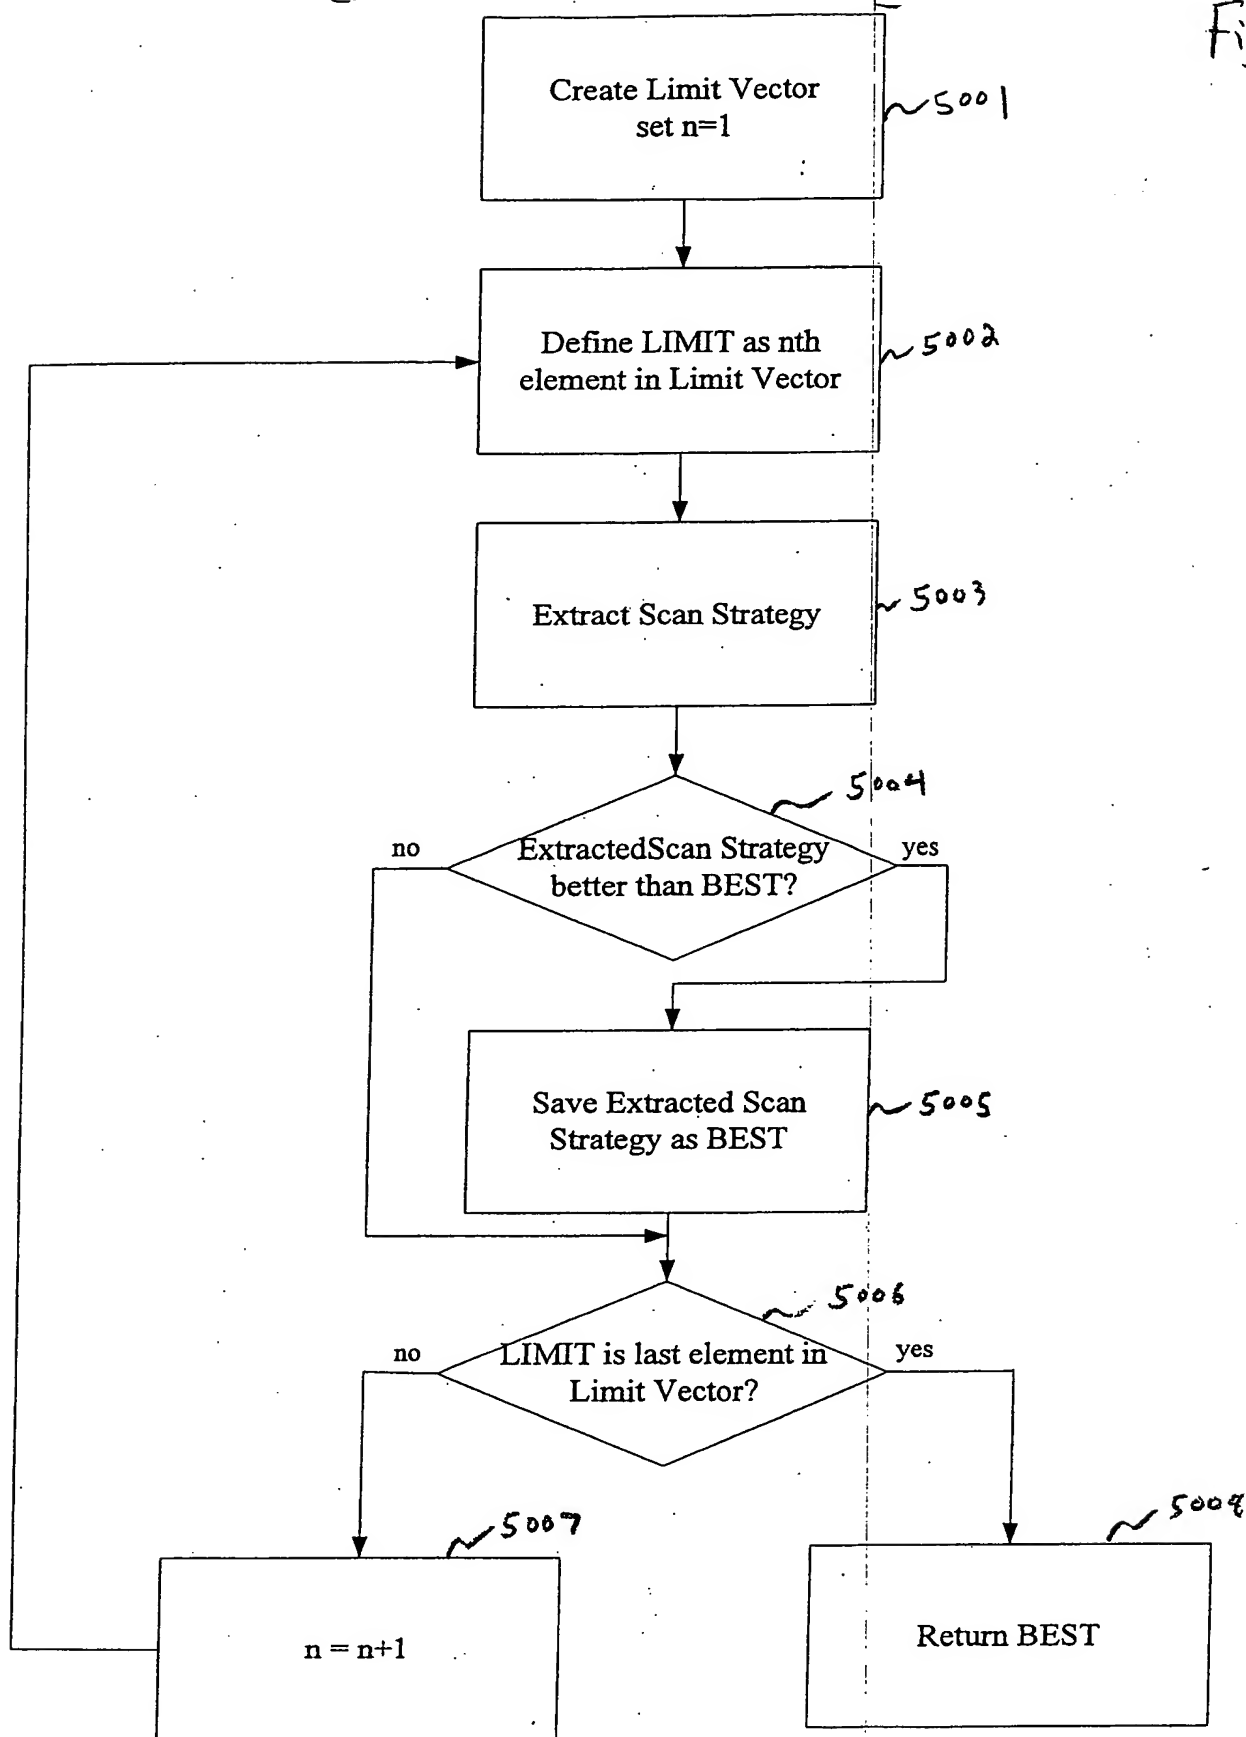 Create Limit Vector
set n=1
5001
Define LIMIT as nth
element in Limit Vector
5002
Extract Scan Strategy
5003
5004
no
ExtractedScan Strategy
better than BEST?
yes
Save Extracted Scan
Strategy as BEST
5005
5006
no
LIMIT is last element in
Limit Vector?
yes
5007
n = n+1
Return BEST